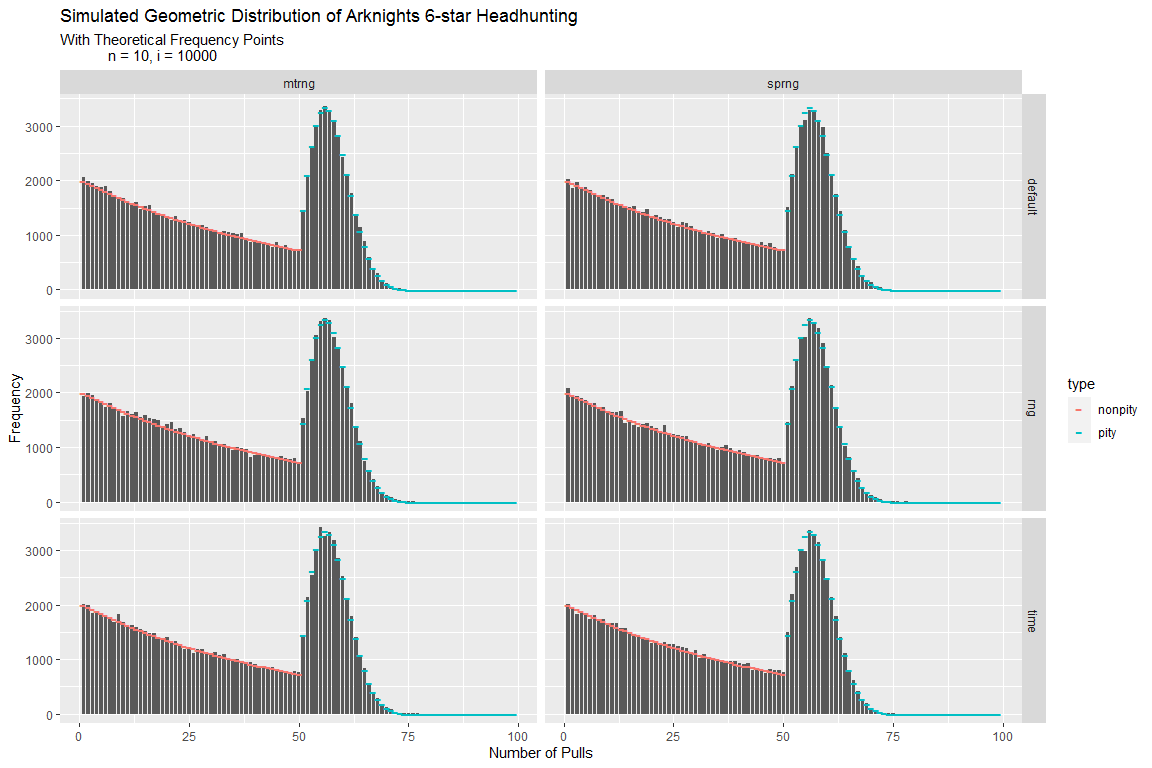 Simulated Geometric Distribution of Arknights 6-star Headhunting
With Theoretical Frequency Points
n = 10, i = 10000
mtrng
sprng
3000
2000
1000
0
default
3000
2000
1000
0
rng
3000
2000
1000
0
time
Frequency
0 25 50 75 100
0 25 50 75 100
Number of Pulls
type
nonpity
pity